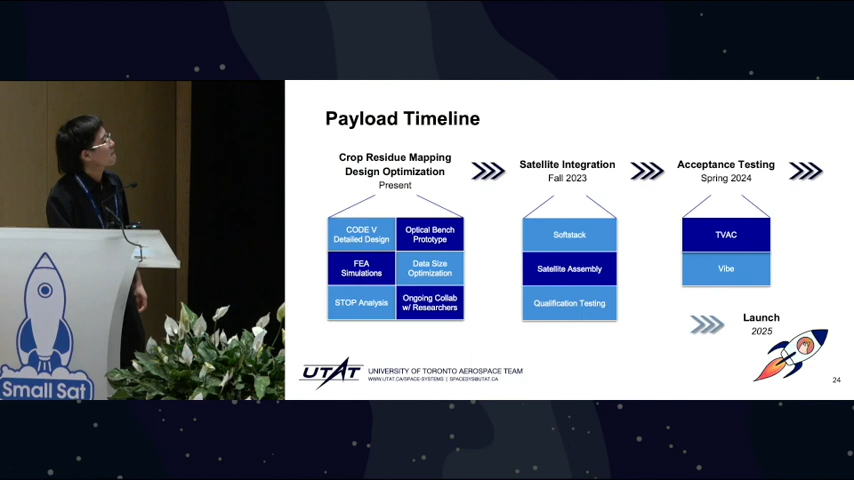 Payload Timeline
Crop Residue Mapping
Design Optimization
Present
CODE V
Detailed Design
Optical Bench
Prototype
FEA
Simulations
Data Size
Optimization
STOP Analysis
Ongoing Collab
w/ Researchers
Satellite Integration
Fall 2023
Softstack
Satellite Assembly
Qualification Testing
Acceptance Testing
Spring 2024
TVAC
Vibe
Launch
2025
UTAT
UNIVERSITY OF TORONTO AEROSPACE TEAM
WWW.UTAT.CA/SPACE-SYSTEMS | SPACESYS@UTAT.CA
24
Small Sat